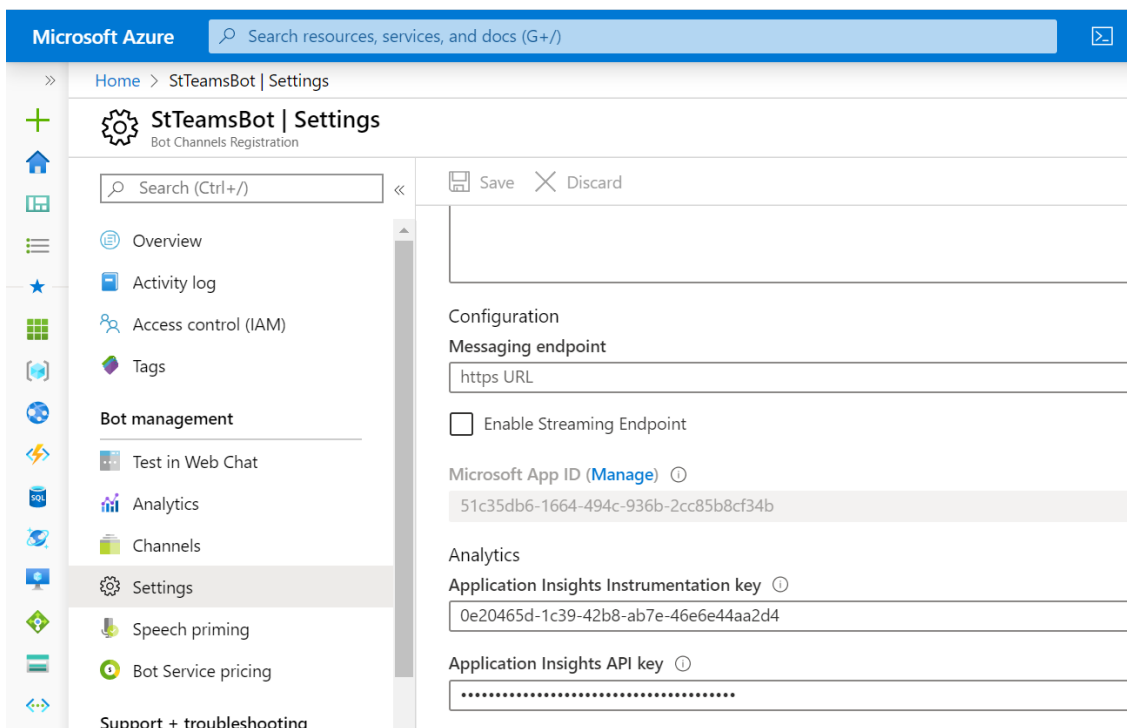 Microsoft Azure
Search resources, services, and docs (G+/)
Home > StTeamsBot | Settings
StTeamsBot | Settings
Bot Channels Registration
Search (Ctrl+/)
«
Save
Discard
Overview
Activity log
Access control (IAM)
Tags
Bot management
Test in Web Chat
Analytics
Channels
Settings
Speech priming
Bot Service pricing
Support + troubleshooting
Configuration
Messaging endpoint
https URL
Enable Streaming Endpoint
Microsoft App ID (Manage)
51c35db6-1664-494c-936b-2cc85b8cf34b
Analytics
Application Insights Instrumentation key
0e20465d-1c39-42b8-ab7e-46e6e44aa2d4
Application Insights API key
••••••••••••••••••••••••••••••••••••••••